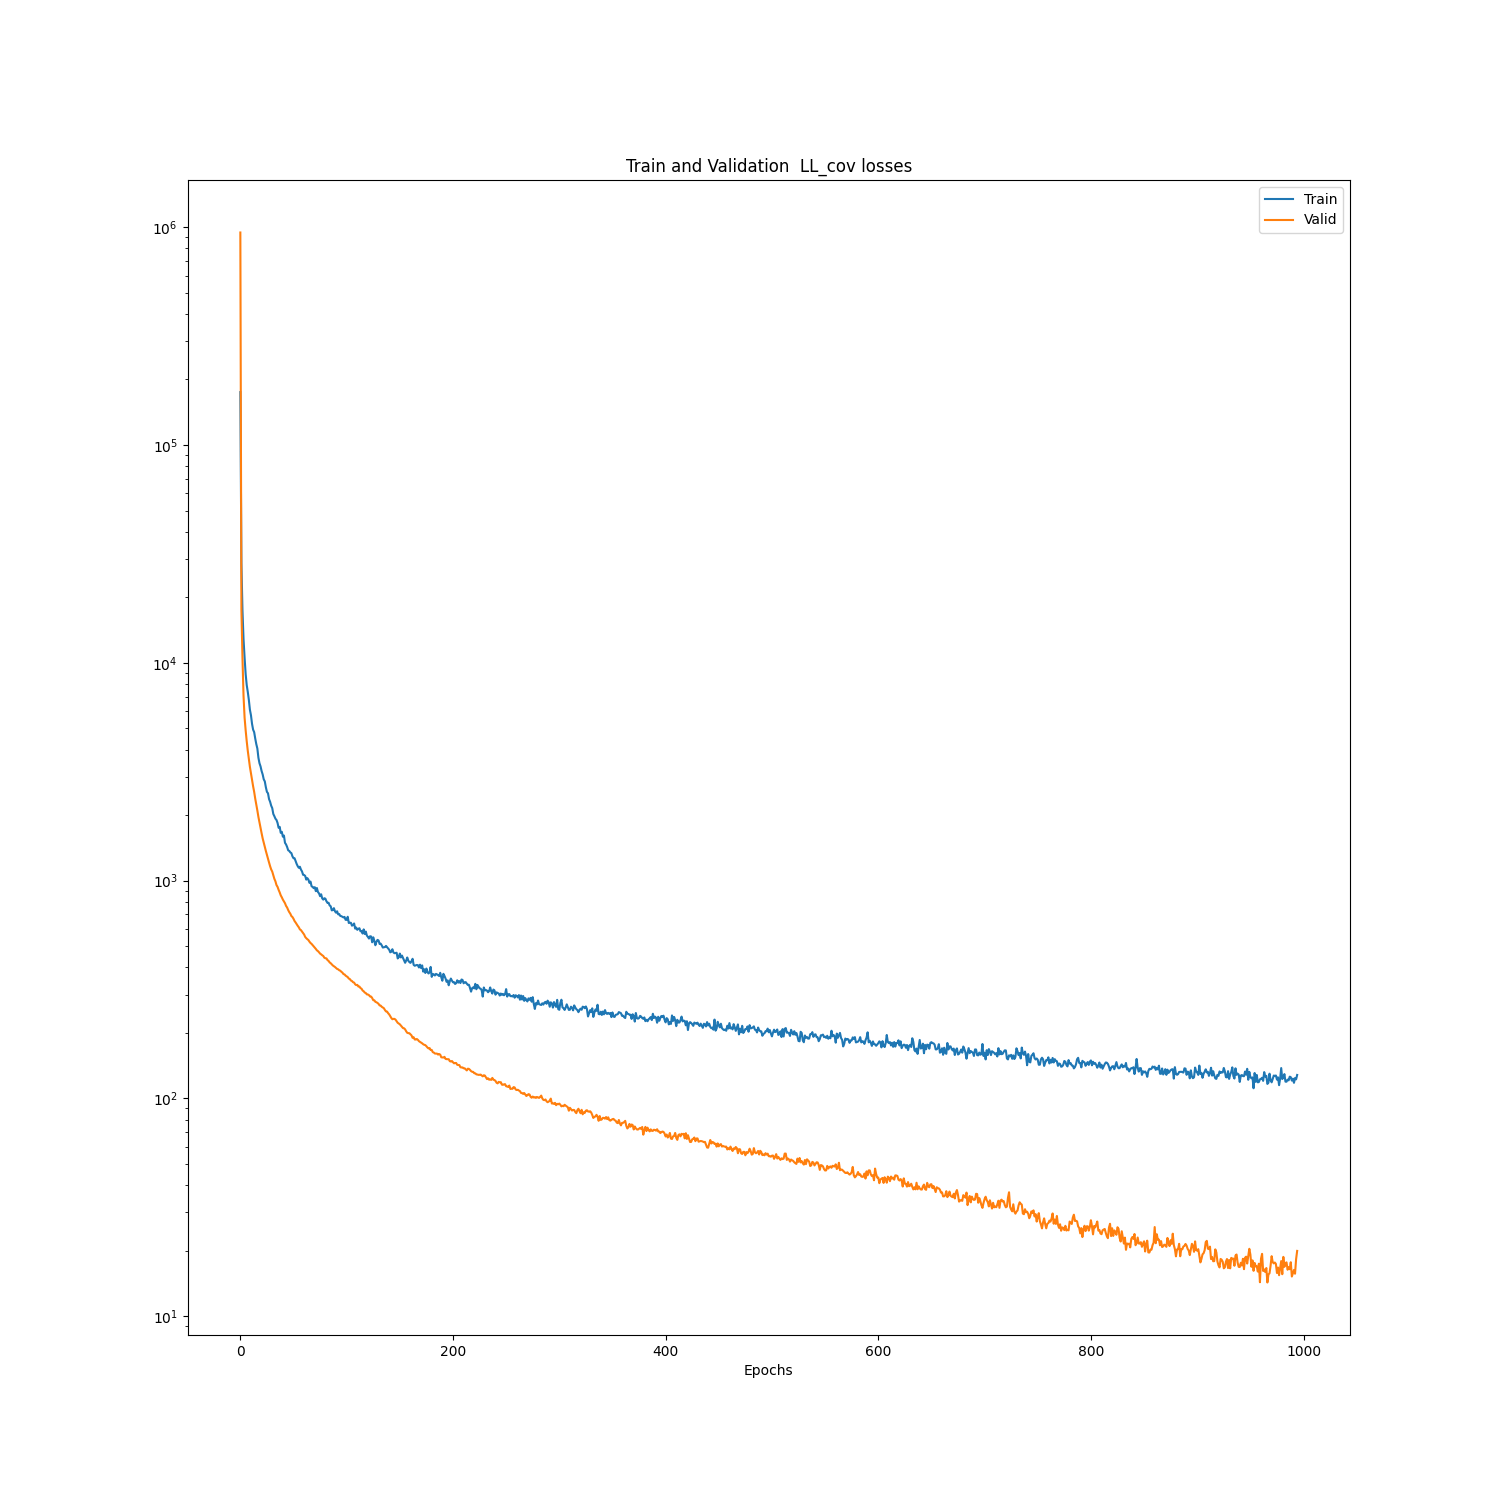 Train and Validation  LL_cov losses
Train
Valid
10⁶
10⁵
10⁴
10³
10²
10¹
0 200 400 600 800 1000
Epochs